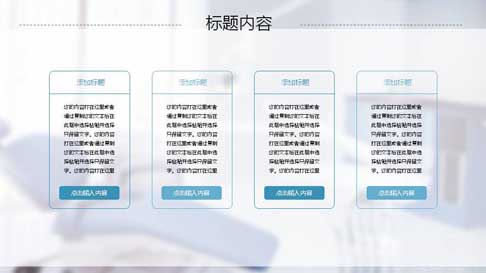 标题内容
添加标题
您的内容打在这里或者
通过复制您的文本后在
此框中选择粘贴并选择
只保留文字。您的内容
打在这里或者通过复制
您的文本后在此框中选
择粘贴并选择只保留文
字。您的内容打在这里
点击输入内容
添加标题
您的内容打在这里或者
通过复制您的文本后在
此框中选择粘贴并选择
只保留文字。您的内容
打在这里或者通过复制
您的文本后在此框中选
择粘贴并选择只保留文
字。您的内容打在这里
点击输入内容
添加标题
您的内容打在这里或者
通过复制您的文本后在
此框中选择粘贴并选择
只保留文字。您的内容
打在这里或者通过复制
您的文本后在此框中选
择粘贴并选择只保留文
字。您的内容打在这里
点击输入内容
添加标题
您的内容打在这里或者
通过复制您的文本后在
此框中选择粘贴并选择
只保留文字。您的内容
打在这里或者通过复制
您的文本后在此框中选
择粘贴并选择只保留文
字。您的内容打在这里
点击输入内容